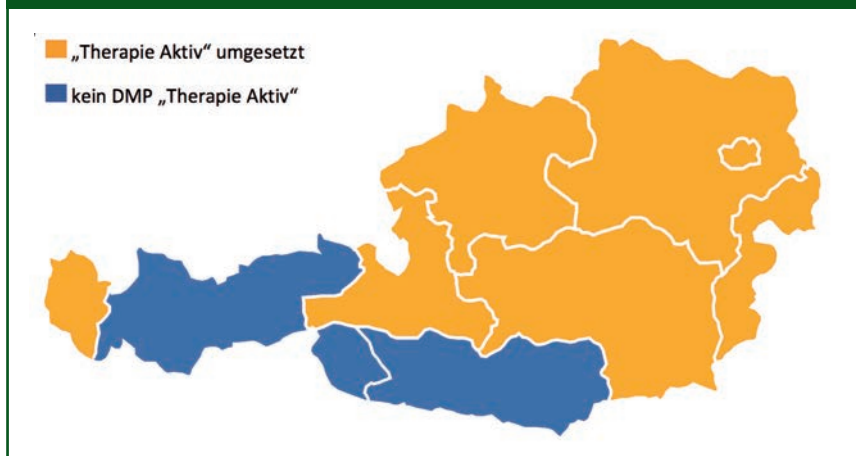 „Therapie Aktiv“ umgesetzt
kein DMP „Therapie Aktiv“